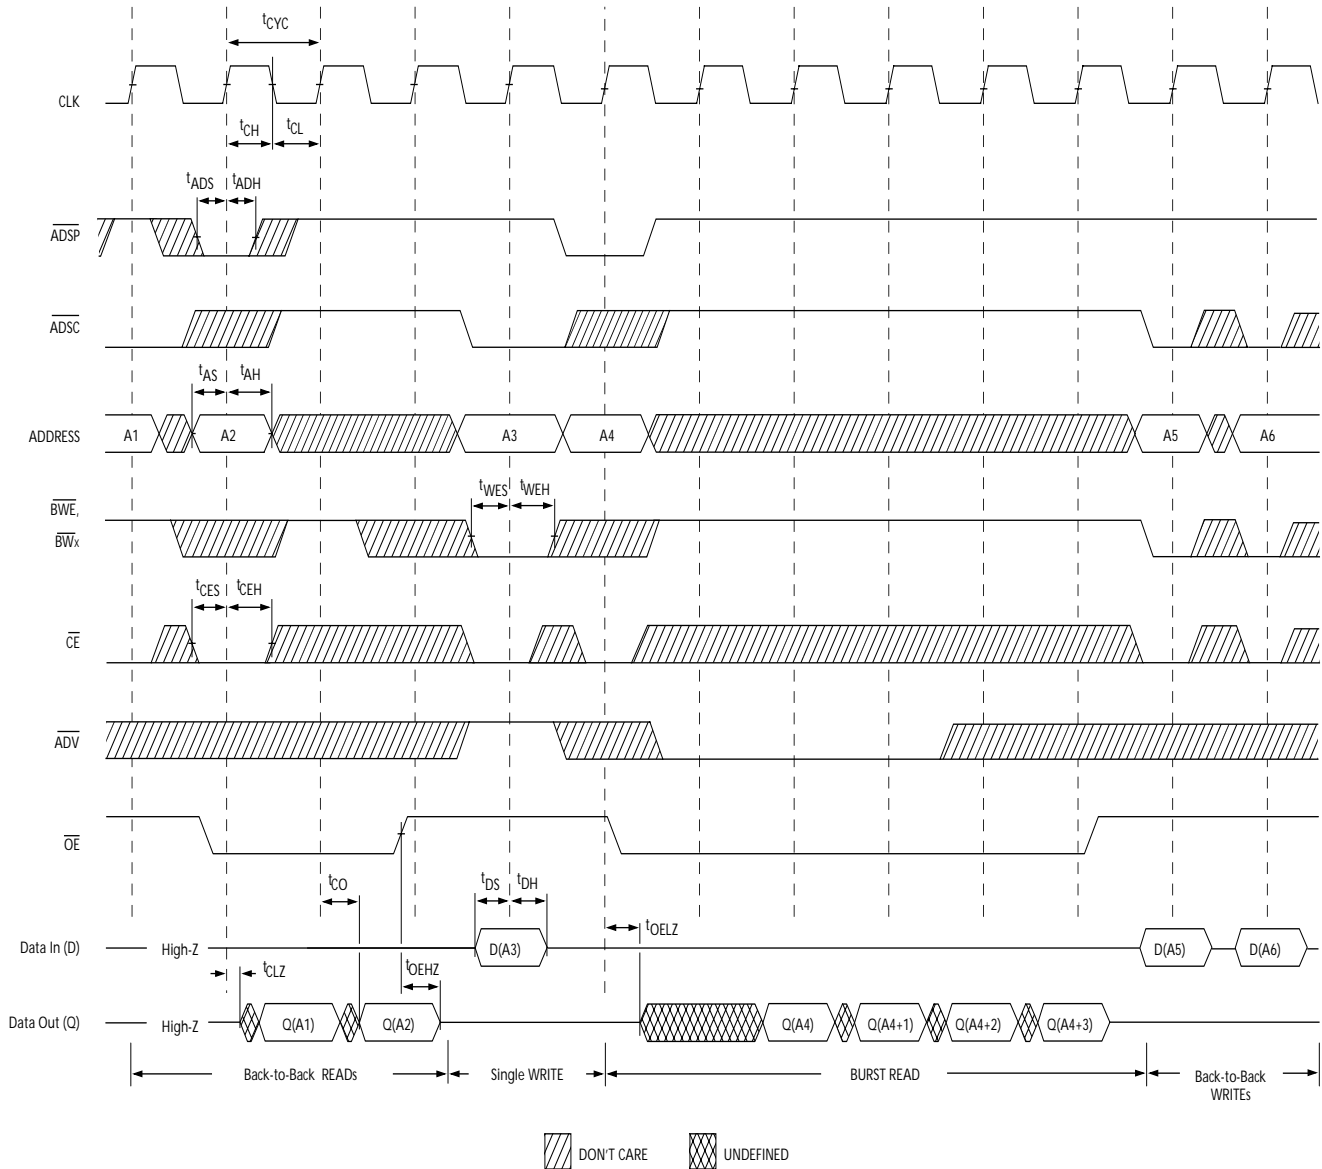 tCYC
CLK
tCH
tCL
tADS
tADH
ADSP
ADSC
tAS
tAH
ADDRESS
A1
A2
A3
A4
A5
A6
tWES
tWEH
BWE,
BWx
tCES
tCEH
CE
ADV
OE
tCO
tDS
tDH
tOELZ
Data In (D)
High-Z
D(A3)
D(A5)
D(A6)
tCLZ
tOEHZ
Data Out (Q)
High-Z
Q(A1)
Q(A2)
Q(A4)
Q(A4+1)
Q(A4+2)
Q(A4+3)
Back-to-Back READs
Single WRITE
BURST READ
Back-to-Back
WRITEs
DON'T CARE
UNDEFINED